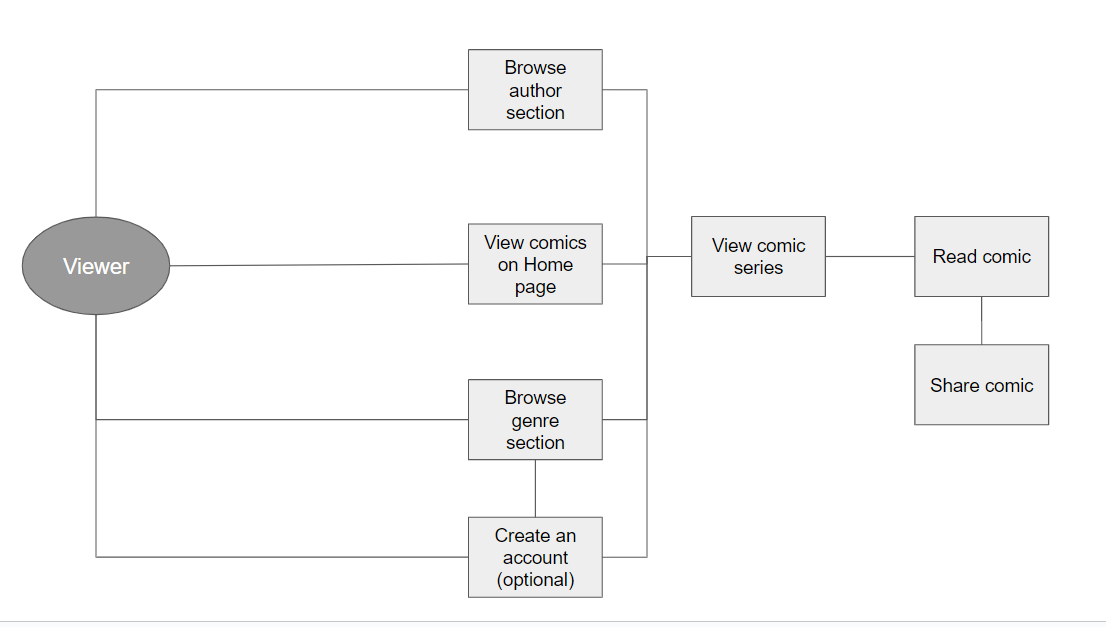 Browse
author
section
Viewer
View comics
on Home
page
View comic
series
Read comic
Browse
genre
section
Share comic
Create an
account
(optional)